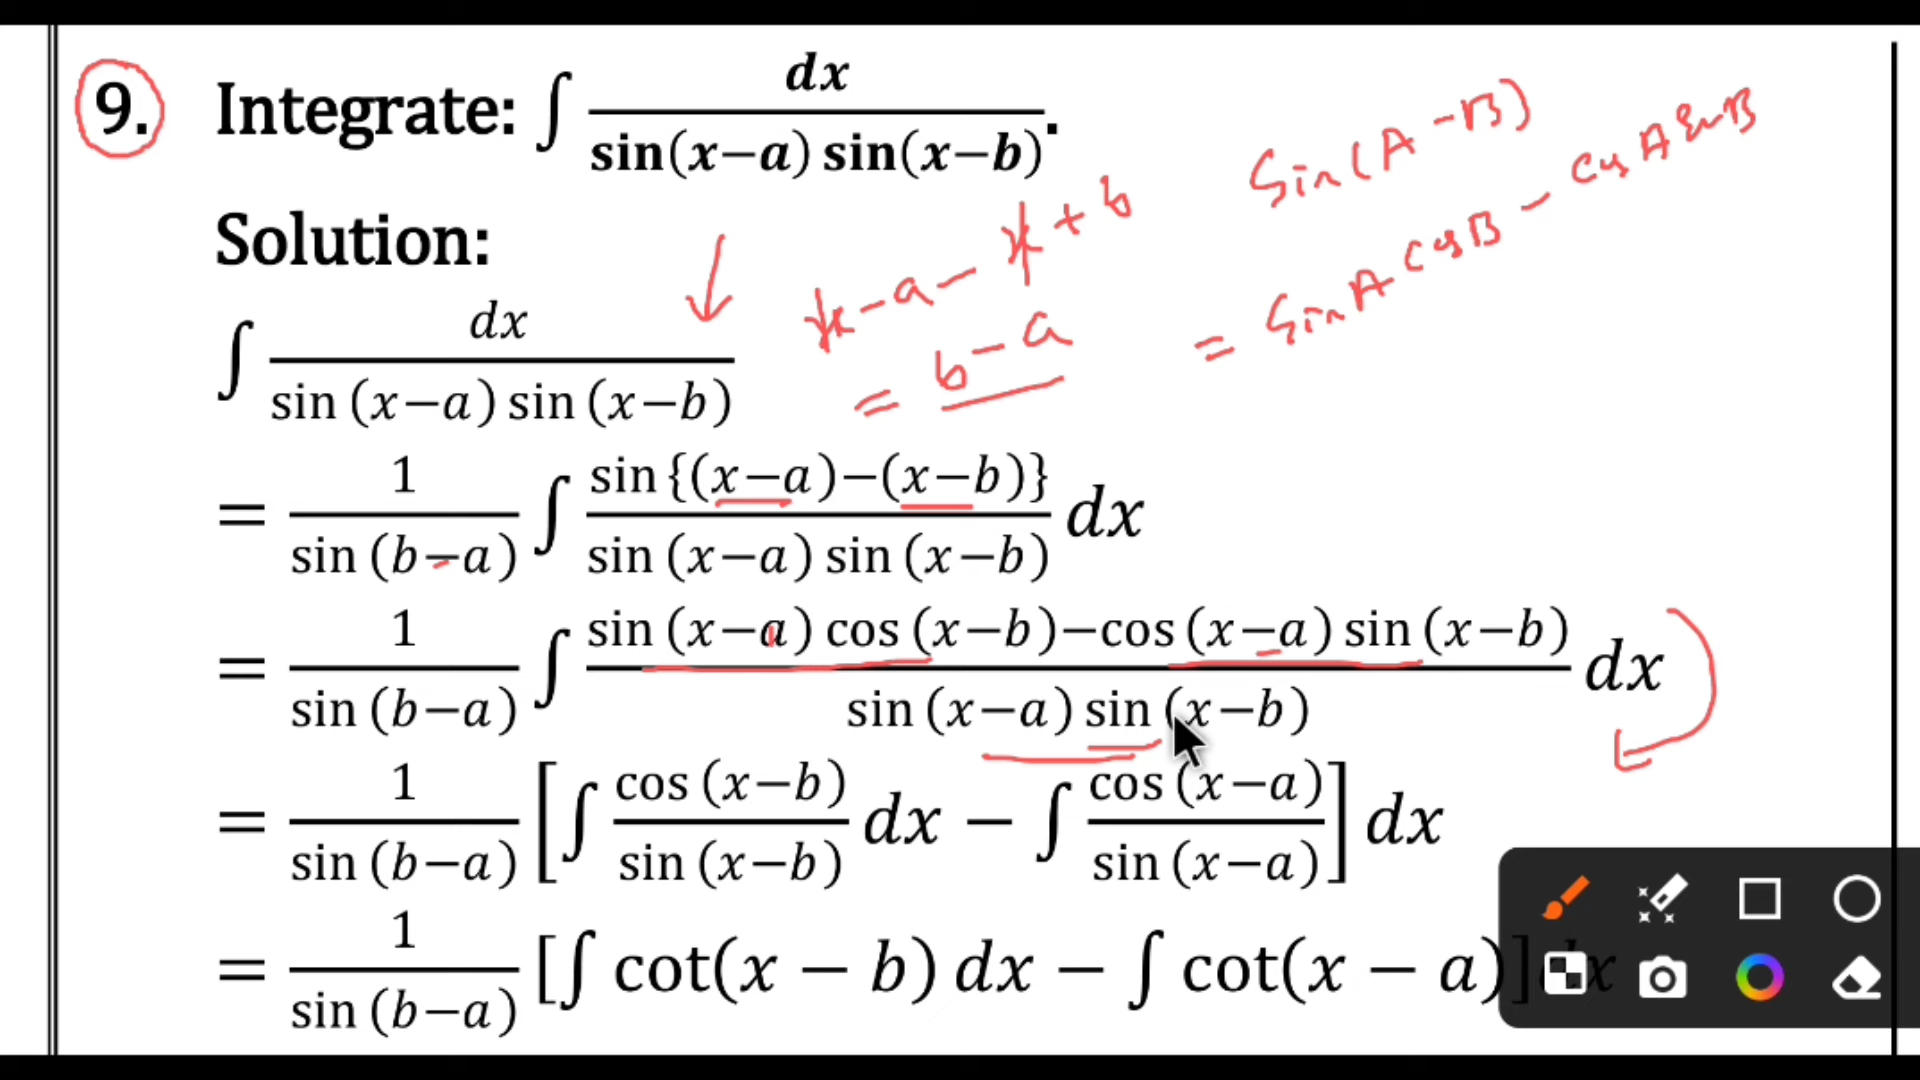 9. Integrate: ∫ dx / sin(x−a) sin(x−b).
sin(A−B)
= sinA cosB − cosA sinB
Solution:
x−a−x+b
= b−a
∫ dx / sin (x−a) sin (x−b)
= 1 / sin (b−a) ∫ sin {(x−a)−(x−b)} / sin (x−a) sin (x−b) dx
= 1 / sin (b−a) ∫ sin (x−a) cos (x−b)−cos (x−a) sin (x−b) / sin (x−a) sin (x−b) dx
= 1 / sin (b−a) [∫ cos (x−b) / sin (x−b) dx − ∫ cos (x−a) / sin (x−a)] dx
= 1 / sin (b−a) [∫ cot(x − b) dx − ∫ cot(x − a)] dx